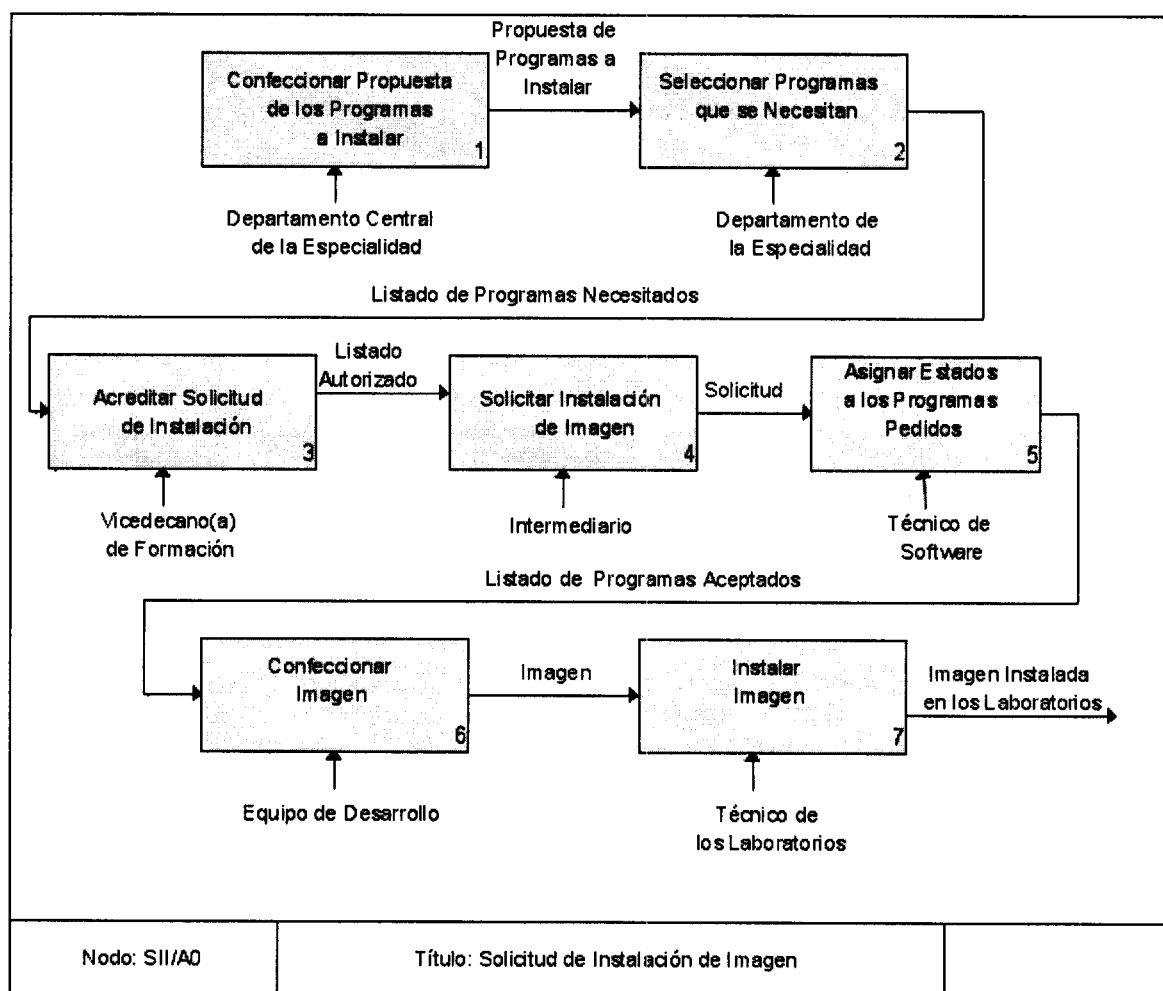 Propuesta de
Programas a
Instalar
Confeccionar Propuesta
de los Programas
a Instalar
1
Seleccionar Programas
que se Necesitan
2
Departamento Central
de la Especialidad
Departamento de
la Especialidad
Listado de Programas Necesitados
Acreditar Solicitud
de Instalación
3
Listado
Autorizado
Solicitar Instalación
de Imagen
4
Solicitud
Asignar Estados
a los Programas
Pedidos
5
Vicedecano(a)
de Formación
Intermediario
Técnico de
Software
Listado de Programas Aceptados
Confeccionar
Imagen
6
Imagen
Instalar
Imagen
7
Imagen Instalada
en los Laboratorios
Equipo de Desarrollo
Técnico de
los Laboratorios
Nodo: SII/A0
Título: Solicitud de Instalación de Imagen